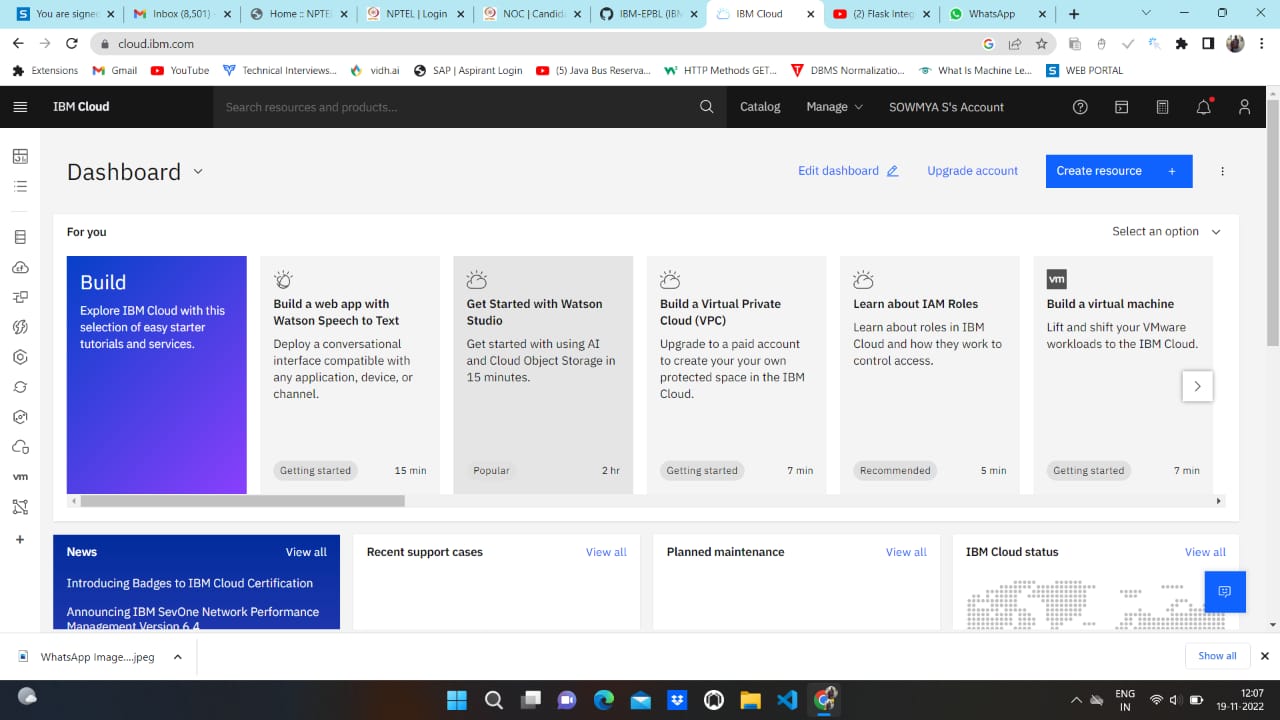 You are signed
Inbox (8,501) -
Home :: NPTEL
NPTEL | Login
NOC | Candida
IBM-EPBL (IBM
IBM Cloud
(2) Flask Integ
WhatsApp
cloud.ibm.com
Extensions
Gmail
YouTube
Technical Interviews...
vidh.ai
SAP | Aspirant Login
(5) Java Bus Reserva...
HTTP Methods GET...
DBMS Normalizatio...
What Is Machine Le...
WEB PORTAL
IBM Cloud
Search resources and products...
Catalog
Manage
SOWMYA S's Account
Dashboard
Edit dashboard
Upgrade account
Create resource +
For you
Select an option
Build
Explore IBM Cloud with this
selection of easy starter
tutorials and services.
Build a web app with
Watson Speech to Text
Deploy a conversational
interface compatible with
any application, device, or
channel.
Getting started
15 min
Get Started with Watson
Studio
Get started with using AI
and Cloud Object Storage in
15 minutes.
Popular
2 hr
Build a Virtual Private
Cloud (VPC)
Upgrade to a paid account
to create your your own
protected space in the IBM
Cloud.
Getting started
7 min
Learn about IAM Roles
Learn about roles in IBM
Cloud and how they work to
control access.
Recommended
5 min
vm
Build a virtual machine
Lift and shift your VMware
workloads to the IBM Cloud.
Getting started
7 min
vm
News
View all
Introducing Badges to IBM Cloud Certification
Announcing IBM SevOne Network Performance
Management Version 6.4
Recent support cases
View all
Planned maintenance
View all
IBM Cloud status
View all
WhatsApp Image....jpeg
Show all
ENG
IN
12:07
19-11-2022